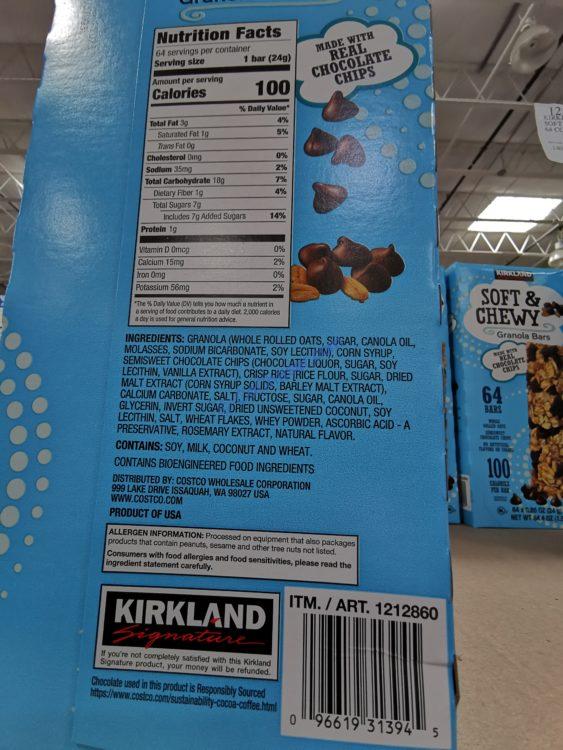 Nutrition Facts
64 servings per container
Serving size 1 bar (24g)
Amount per serving
Calories 100
% Daily Value*
Total Fat 3g 4%
Saturated Fat 1g 5%
Trans Fat 0g
Cholesterol 0mg 0%
Sodium 35mg 2%
Total Carbohydrate 18g 7%
Dietary Fiber 1g 4%
Total Sugars 7g
Includes 7g Added Sugars 14%
Protein 1g
Vitamin D 0mcg 0%
Calcium 15mg 2%
Iron 0mg 0%
Potassium 56mg 2%
*The % Daily Value (DV) tells you how much a nutrient in
a serving of food contributes to a daily diet. 2,000 calories
a day is used for general nutrition advice.
MADE WITH
REAL
CHOCOLATE
CHIPS
INGREDIENTS: GRANOLA (WHOLE ROLLED OATS, SUGAR, CANOLA OIL,
MOLASSES, SODIUM BICARBONATE, SOY LECITHIN), CORN SYRUP,
SEMISWEET CHOCOLATE CHIPS (CHOCOLATE LIQUOR, SUGAR, SOY
LECITHIN, VANILLA EXTRACT), CRISP RICE [RICE FLOUR, SUGAR, DRIED
MALT EXTRACT (CORN SYRUP SOLIDS, BARLEY MALT EXTRACT),
CALCIUM CARBONATE, SALT], FRUCTOSE, SUGAR, CANOLA OIL,
GLYCERIN, INVERT SUGAR, DRIED UNSWEETENED COCONUT, SOY
LECITHIN, SALT, WHEAT FLAKES, WHEY POWDER, ASCORBIC ACID - A
PRESERVATIVE, ROSEMARY EXTRACT, NATURAL FLAVOR.
CONTAINS: SOY, MILK, COCONUT AND WHEAT.
CONTAINS BIOENGINEERED FOOD INGREDIENTS
DISTRIBUTED BY: COSTCO WHOLESALE CORPORATION
999 LAKE DRIVE ISSAQUAH, WA 98027 USA
WWW.COSTCO.COM
PRODUCT OF USA
ALLERGEN INFORMATION: Processed on equipment that also packages
products that contain peanuts, sesame and other tree nuts not listed.
Consumers with food allergies and food sensitivities, please read the
ingredient statement carefully.
KIRKLAND
Signature
If you're not completely satisfied with this Kirkland
Signature product, your money will be refunded.
Chocolate used in this product is Responsibly Sourced
https://www.costco.com/sustainability-cocoa-coffee.html
ITM. / ART. 1212860
0 96619 31394 5
KIRKLAND
SOFT &
CHEWY
Granola Bars
MADE WITH
REAL
CHOCOLATE
CHIPS
64
BARS
100
CALORIES
PER BAR